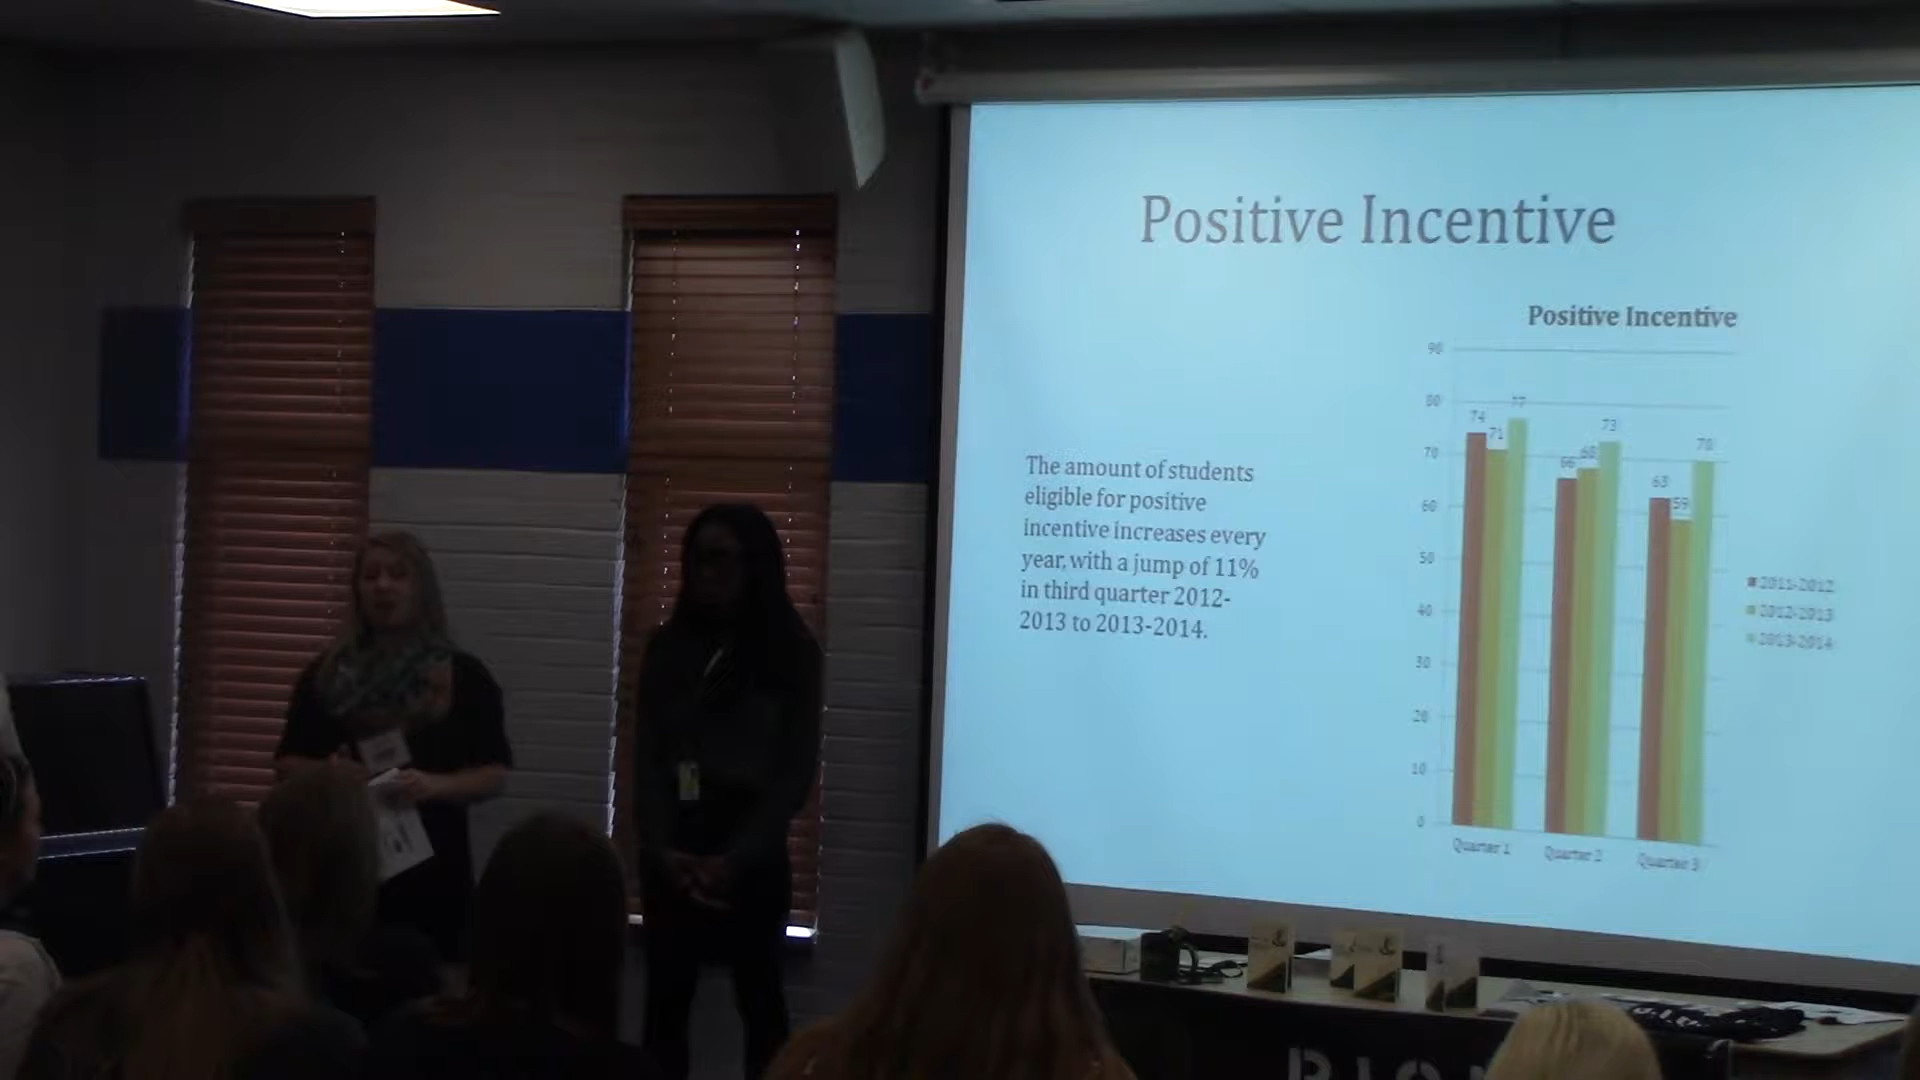 Positive Incentive
The amount of students
eligible for positive
incentive increases every
year, with a jump of 11%
in third quarter 2012-
2013 to 2013-2014.
Positive Incentive
90
80
70
60
50
40
30
20
10
0
74
71
77
66
68
73
63
59
70
Quarter 1
Quarter 2
Quarter 3
2011-2012
2012-2013
2013-2014